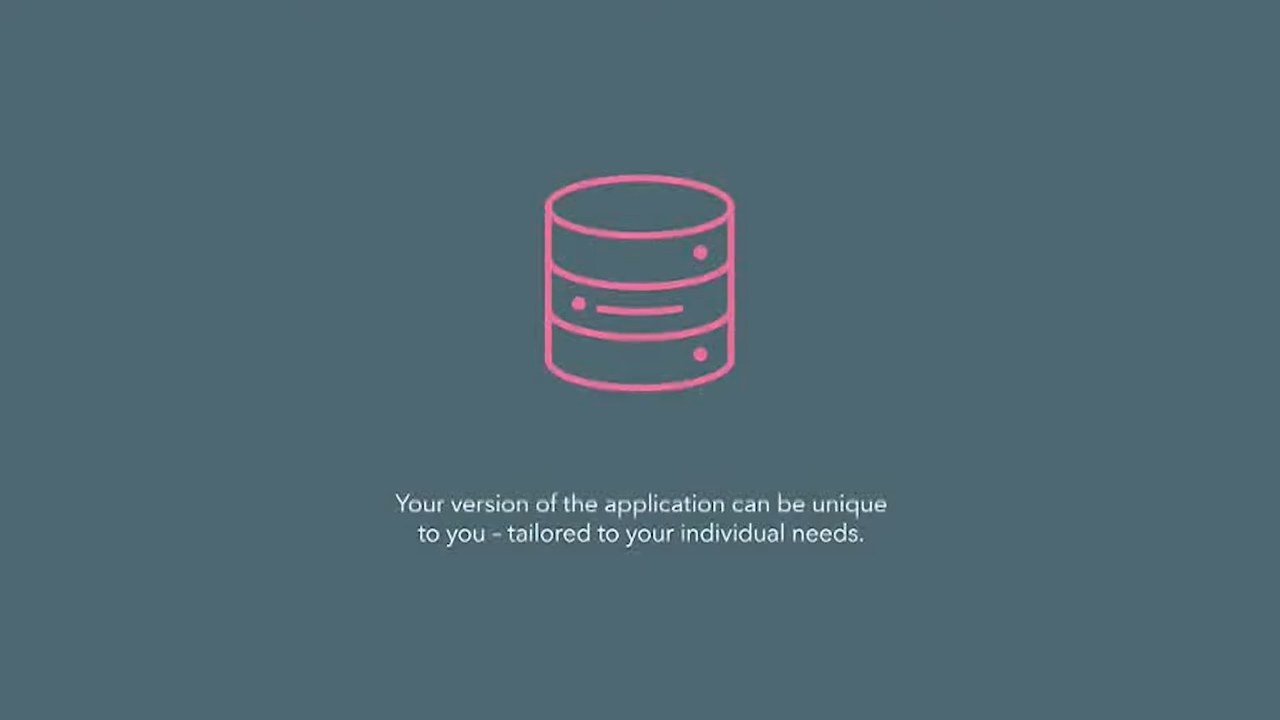 Your version of the application can be unique
to you - tailored to your individual needs.